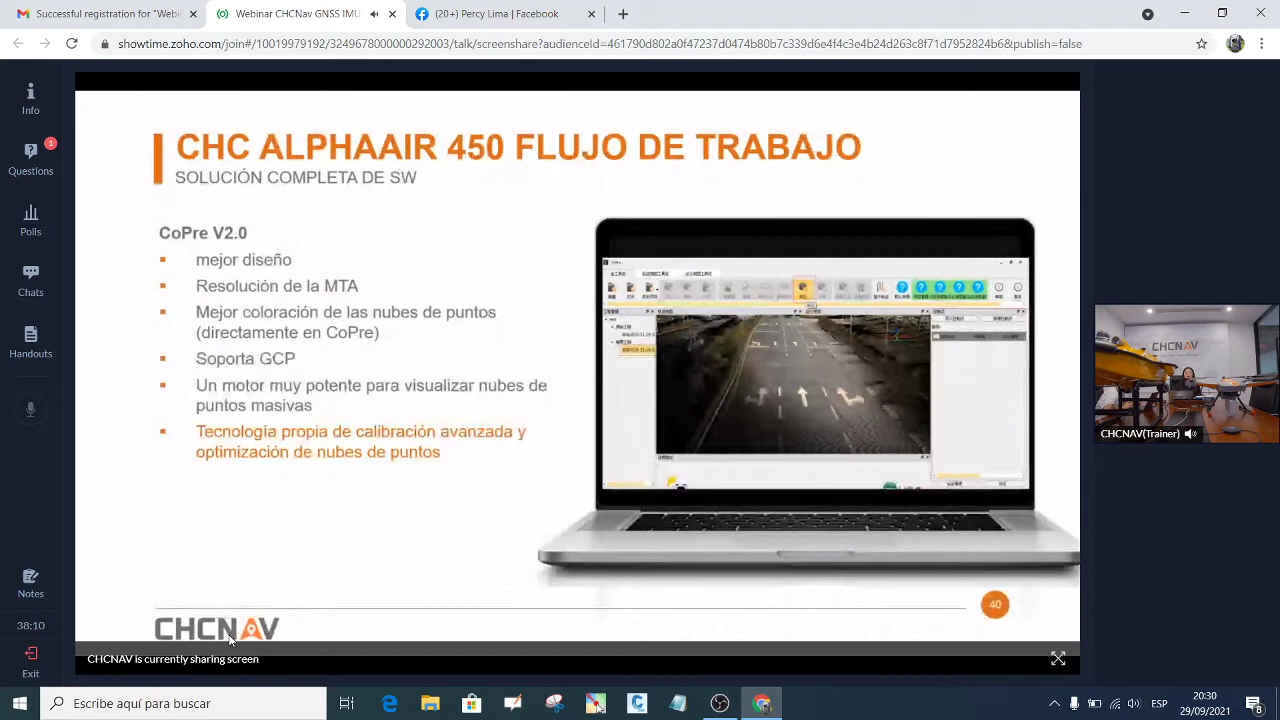 Successful registration for "Webi
Webinar CHCNav GNSS IMU
(20+) Percy Lima | Facebook
showtime.zoho.com/join#/10019979192/3249678000000292003/talk/screenshare?audienceId=461790d802a0f47237d0474b80b7c339d6e4f4c3e4b24d263c8f71d7952824b6&publish=false
Info
1
Questions
Polls
Chats
Handouts
Notes
38:10
Exit
CHC ALPHAAIR 450 FLUJO DE TRABAJO
SOLUCIÓN COMPLETA DE SW
CoPre V2.0
mejor diseño
Resolución de la MTA
Mejor coloración de las nubes de puntos
(directamente en CoPre)
Soporta GCP
Un motor muy potente para visualizar nubes de
puntos masivas
Tecnología propia de calibración avanzada y
optimización de nubes de puntos
40
CHCNAV
CHCNAV is currently sharing screen
CHCNAV
CHCNAV(Trainer)
Escribe aquí para buscar
ESP
20:30
29/09/2021
8